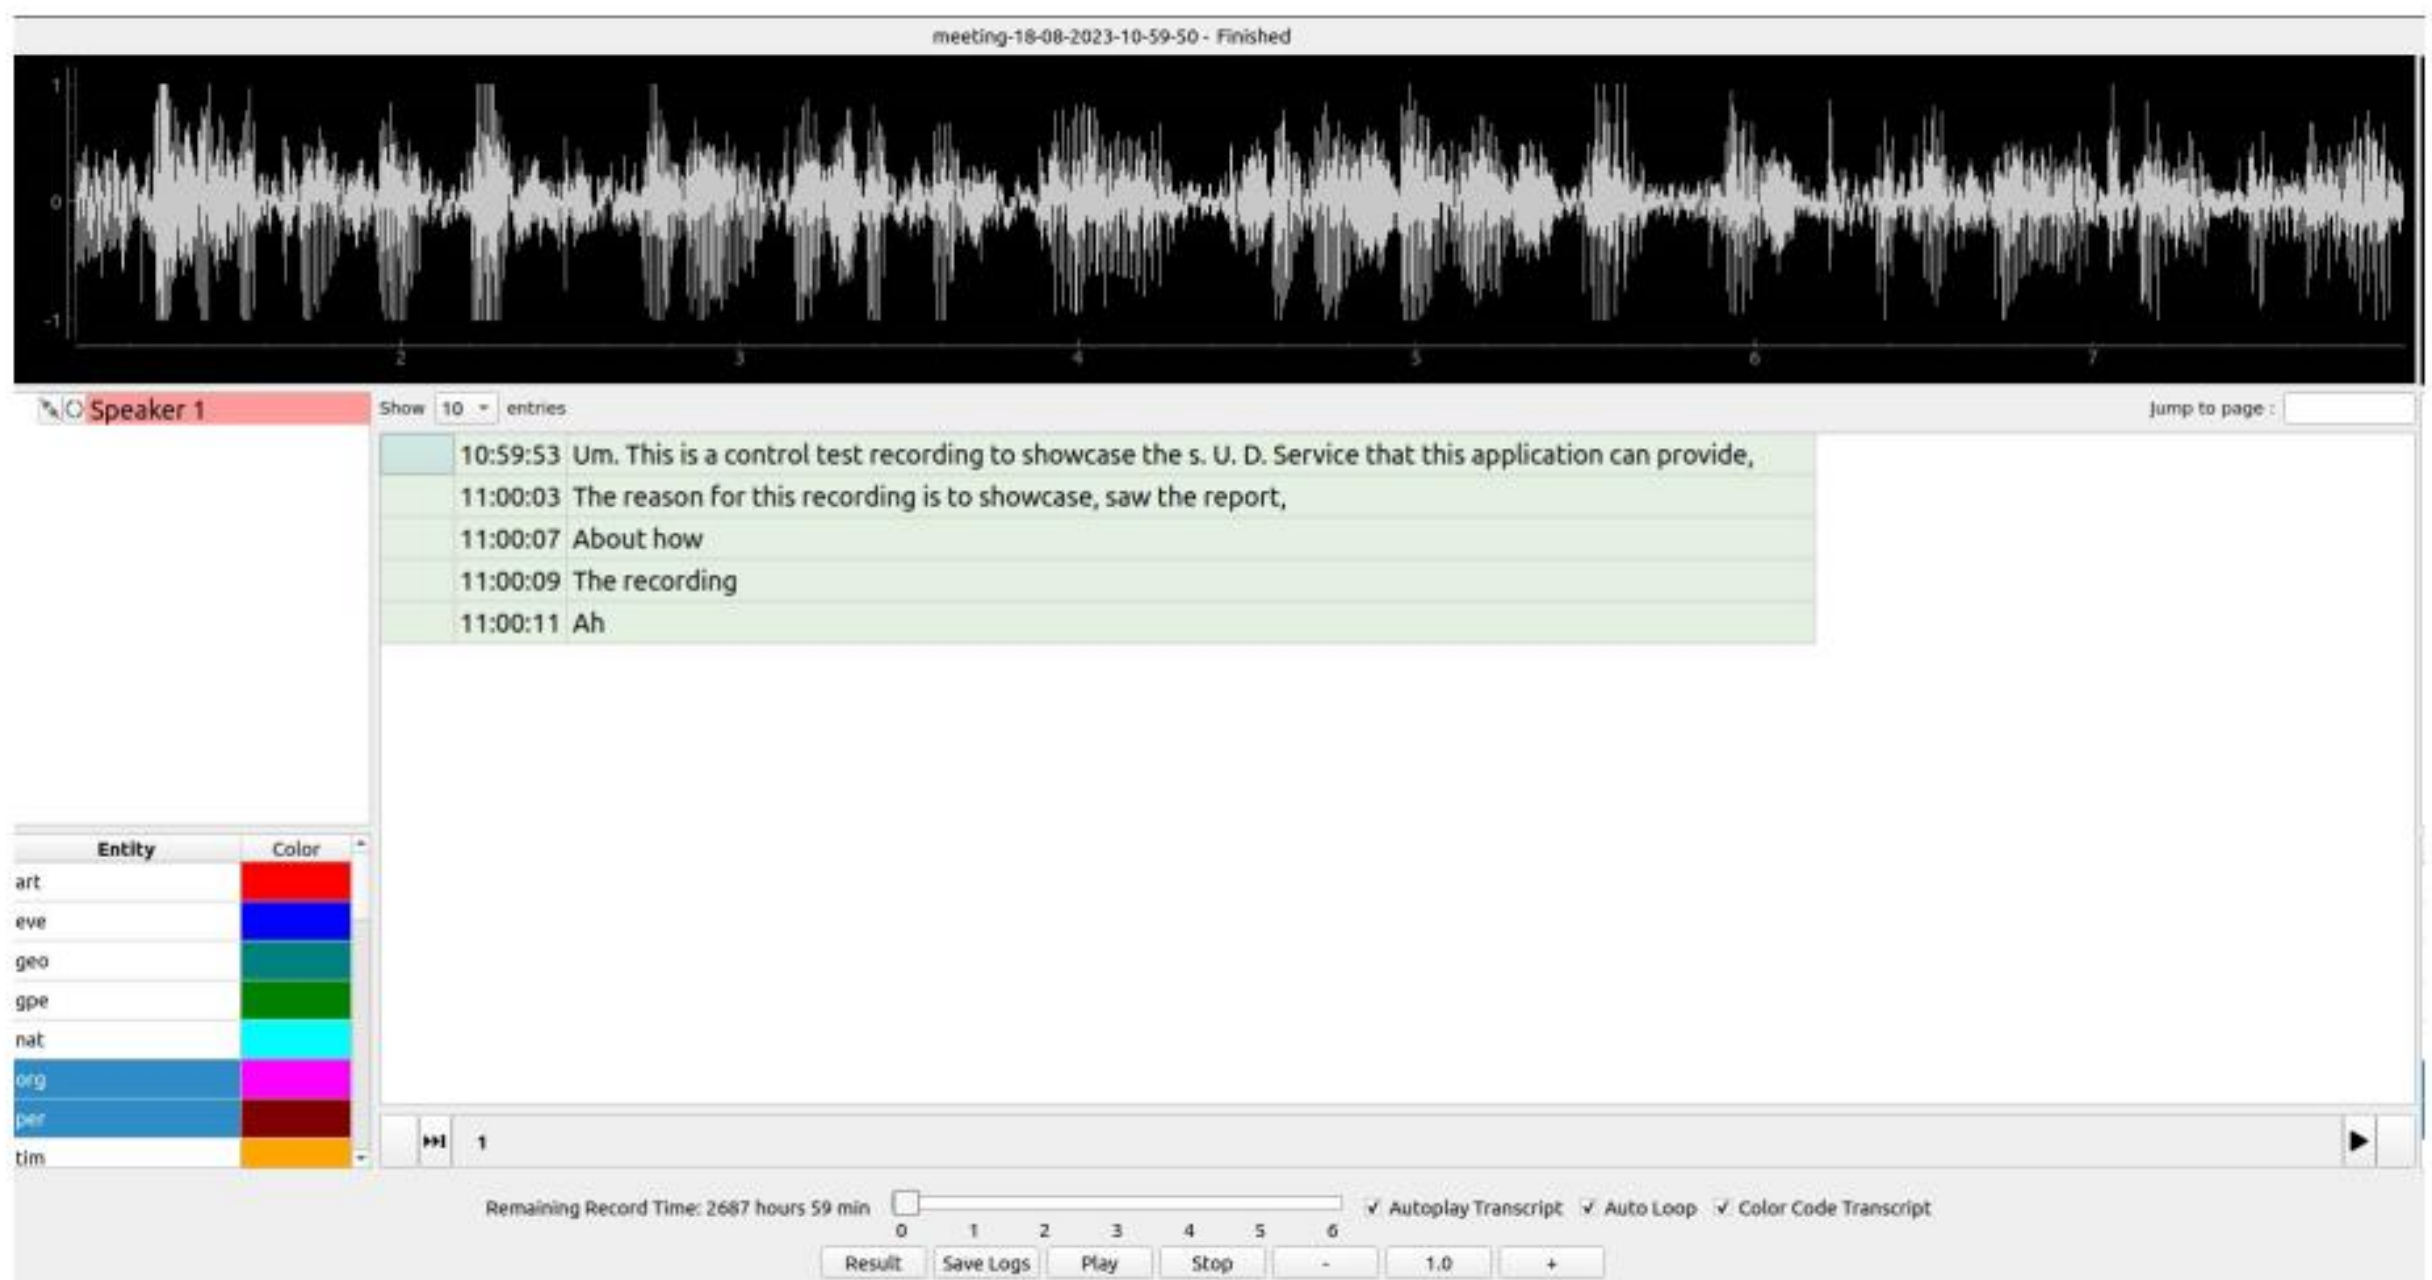 meeting-18-08-2023-10-59-50 - Finished
1
0
-1
2 3 4 5 6 7
Speaker 1
Show 10 entries
Jump to page :
10:59:53 Um. This is a control test recording to showcase the s. U. D. Service that this application can provide,
11:00:03 The reason for this recording is to showcase, saw the report,
11:00:07 About how
11:00:09 The recording
11:00:11 Ah
Entity Color
art
eve
geo
gpe
nat
org
per
tim
1
Remaining Record Time: 2687 hours 59 min
0 1 2 3 4 5 6
✓ Autoplay Transcript ✓ Auto Loop ✓ Color Code Transcript
Result Save Logs Play Stop - 1.0 +